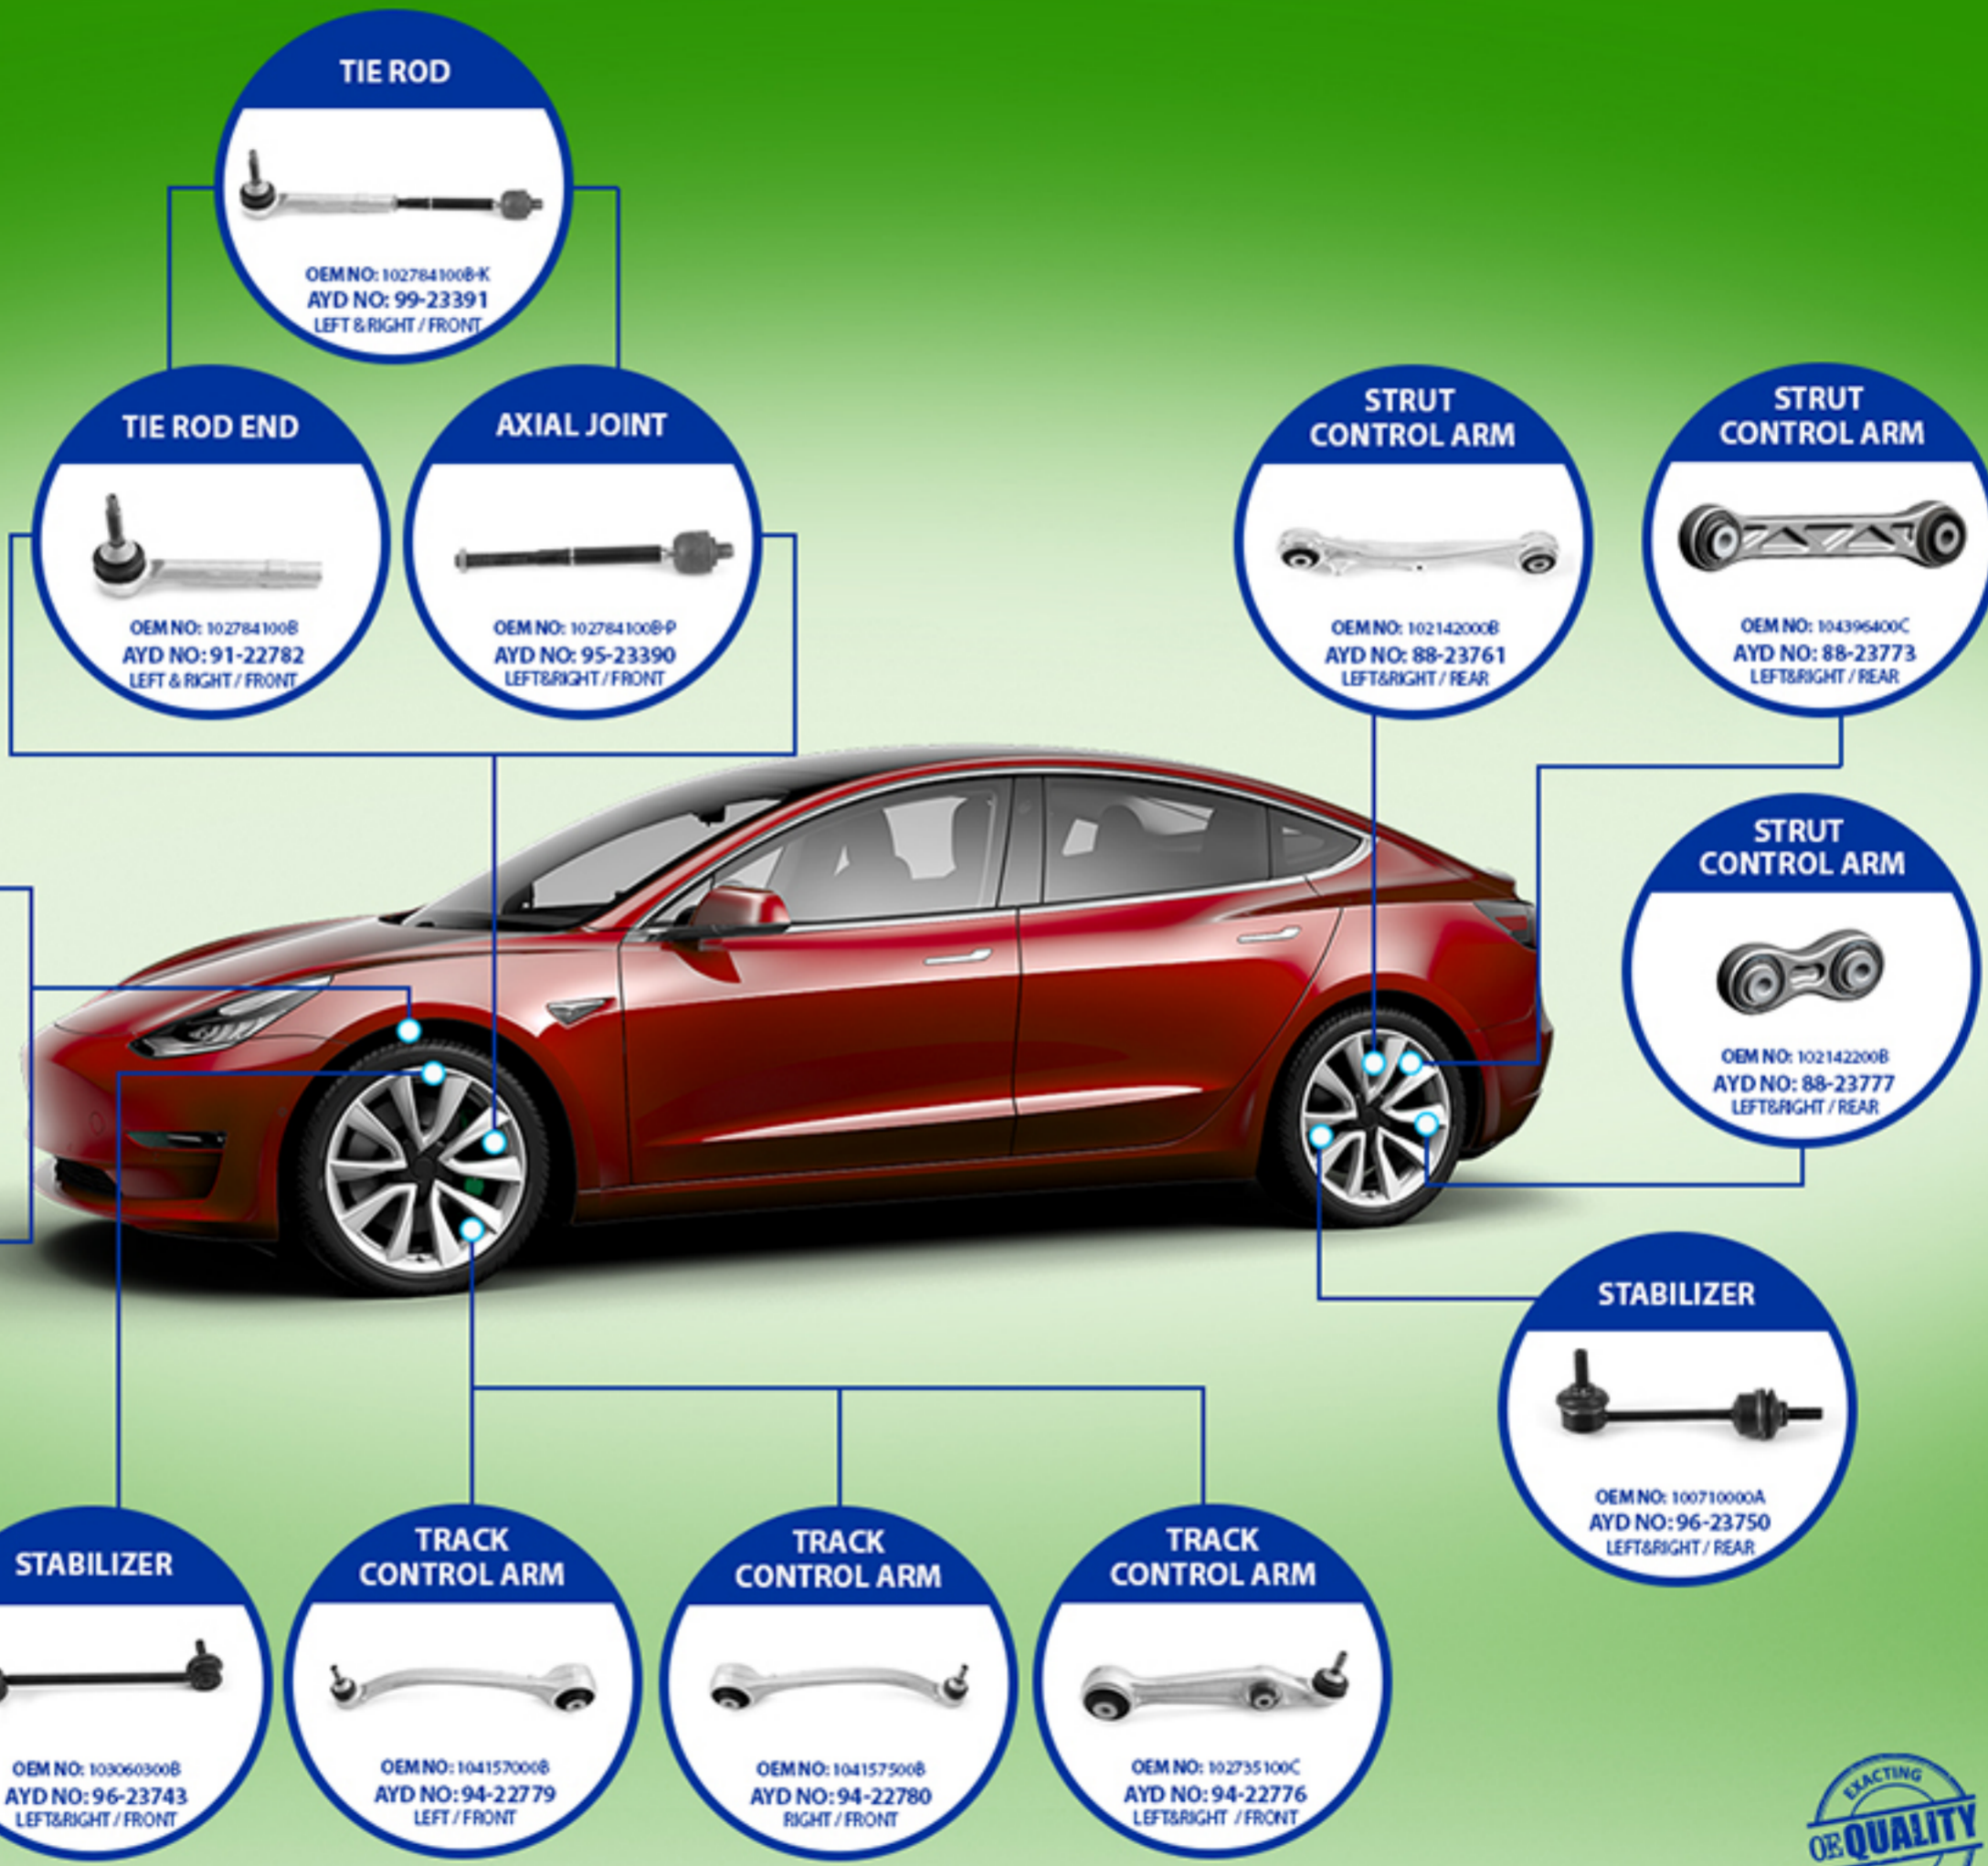 TIE ROD
OEM NO: 102784100B-K
AYD NO: 99-23391
LEFT & RIGHT / FRONT
TIE ROD END
OEM NO: 102784100B
AYD NO: 91-22782
LEFT & RIGHT / FRONT
AXIAL JOINT
OEM NO: 102784100B-P
AYD NO: 95-23390
LEFT&RIGHT / FRONT
STRUT
CONTROL ARM
OEM NO: 102142000B
AYD NO: 88-23761
LEFT&RIGHT / REAR
STRUT
CONTROL ARM
OEM NO: 104396400C
AYD NO: 88-23773
LEFT&RIGHT / REAR
STRUT
CONTROL ARM
OEM NO: 102142200B
AYD NO: 88-23777
LEFT&RIGHT / REAR
STABILIZER
OEM NO: 100710000A
AYD NO: 96-23750
LEFT&RIGHT / REAR
STABILIZER
OEM NO: 103060300B
AYD NO: 96-23743
LEFT&RIGHT / FRONT
TRACK
CONTROL ARM
OEM NO: 104157000B
AYD NO: 94-22779
LEFT / FRONT
TRACK
CONTROL ARM
OEM NO: 104157500B
AYD NO: 94-22780
RIGHT / FRONT
TRACK
CONTROL ARM
OEM NO: 102735100C
AYD NO: 94-22776
LEFT&RIGHT / FRONT
EXACTING
OE QUALITY